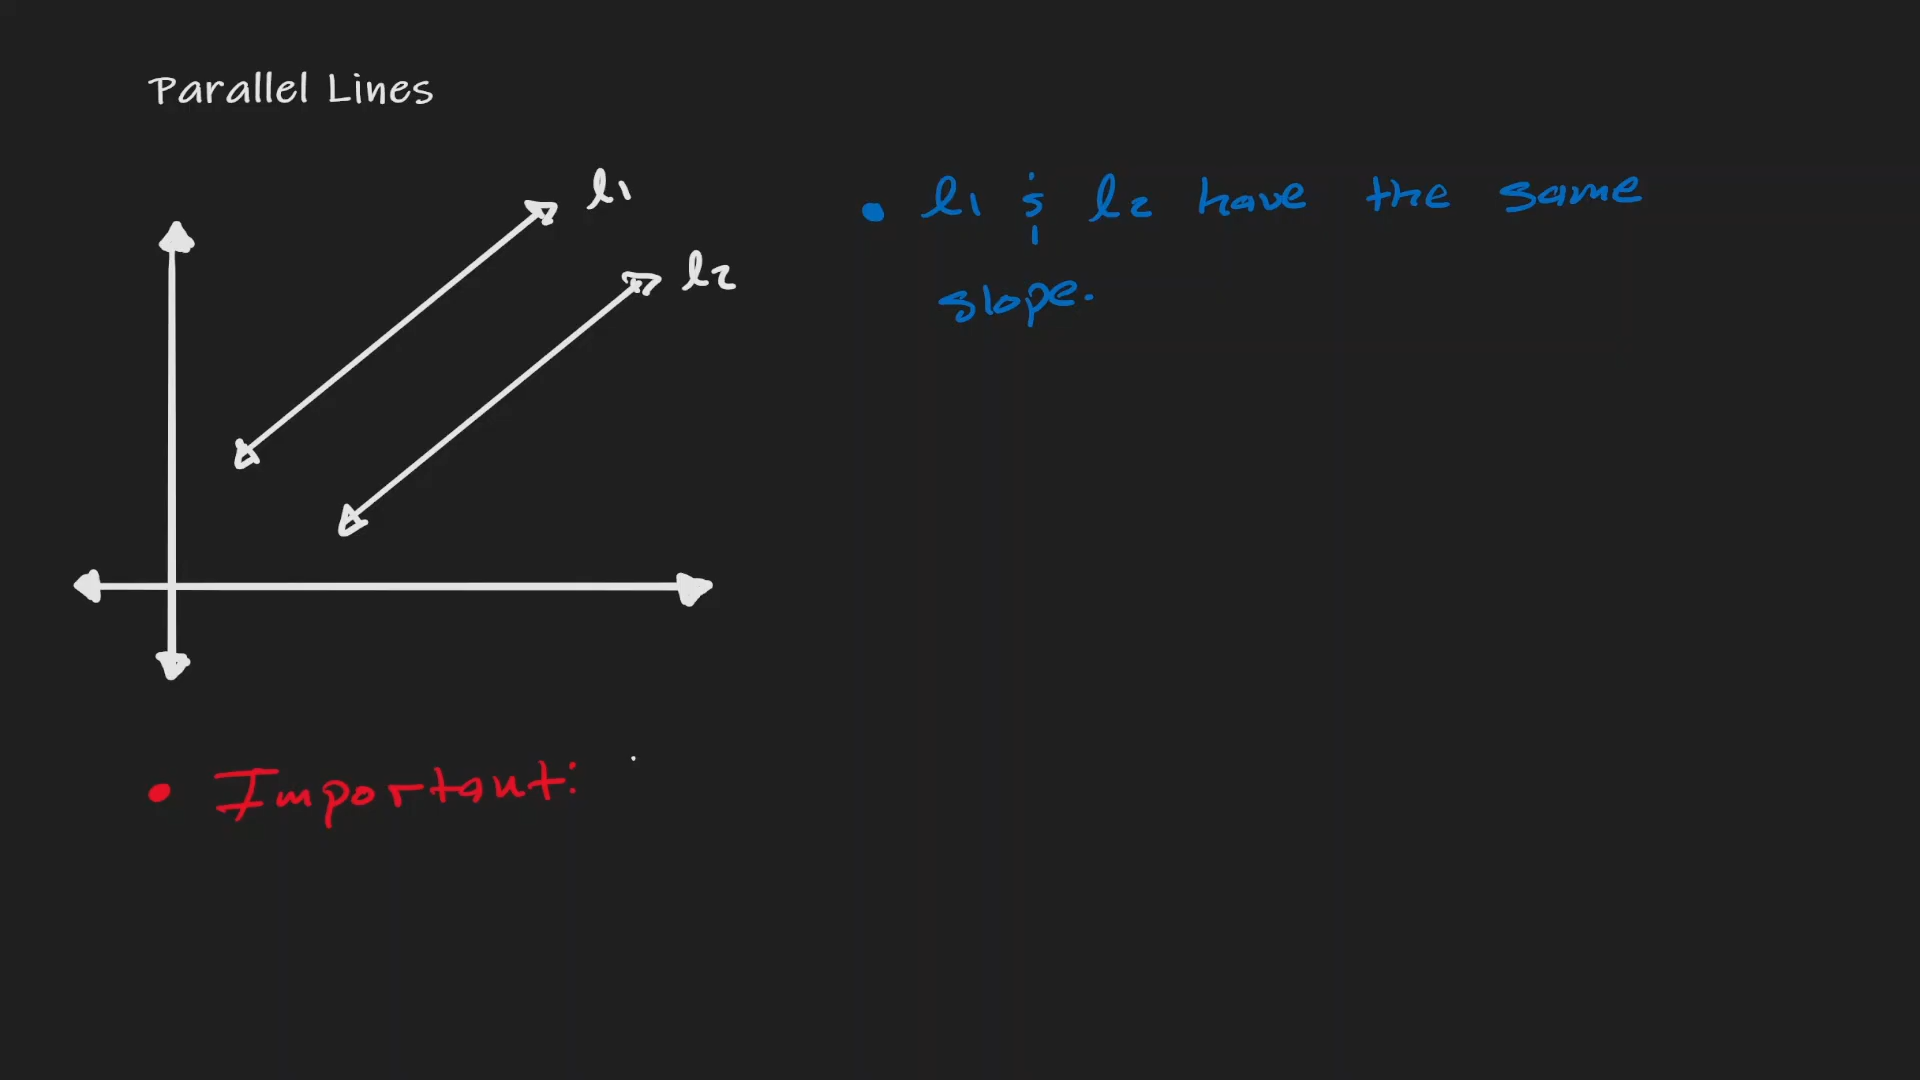 Parallel Lines
l1
l2
• l1 & l2 have the same
slope.
• Important: